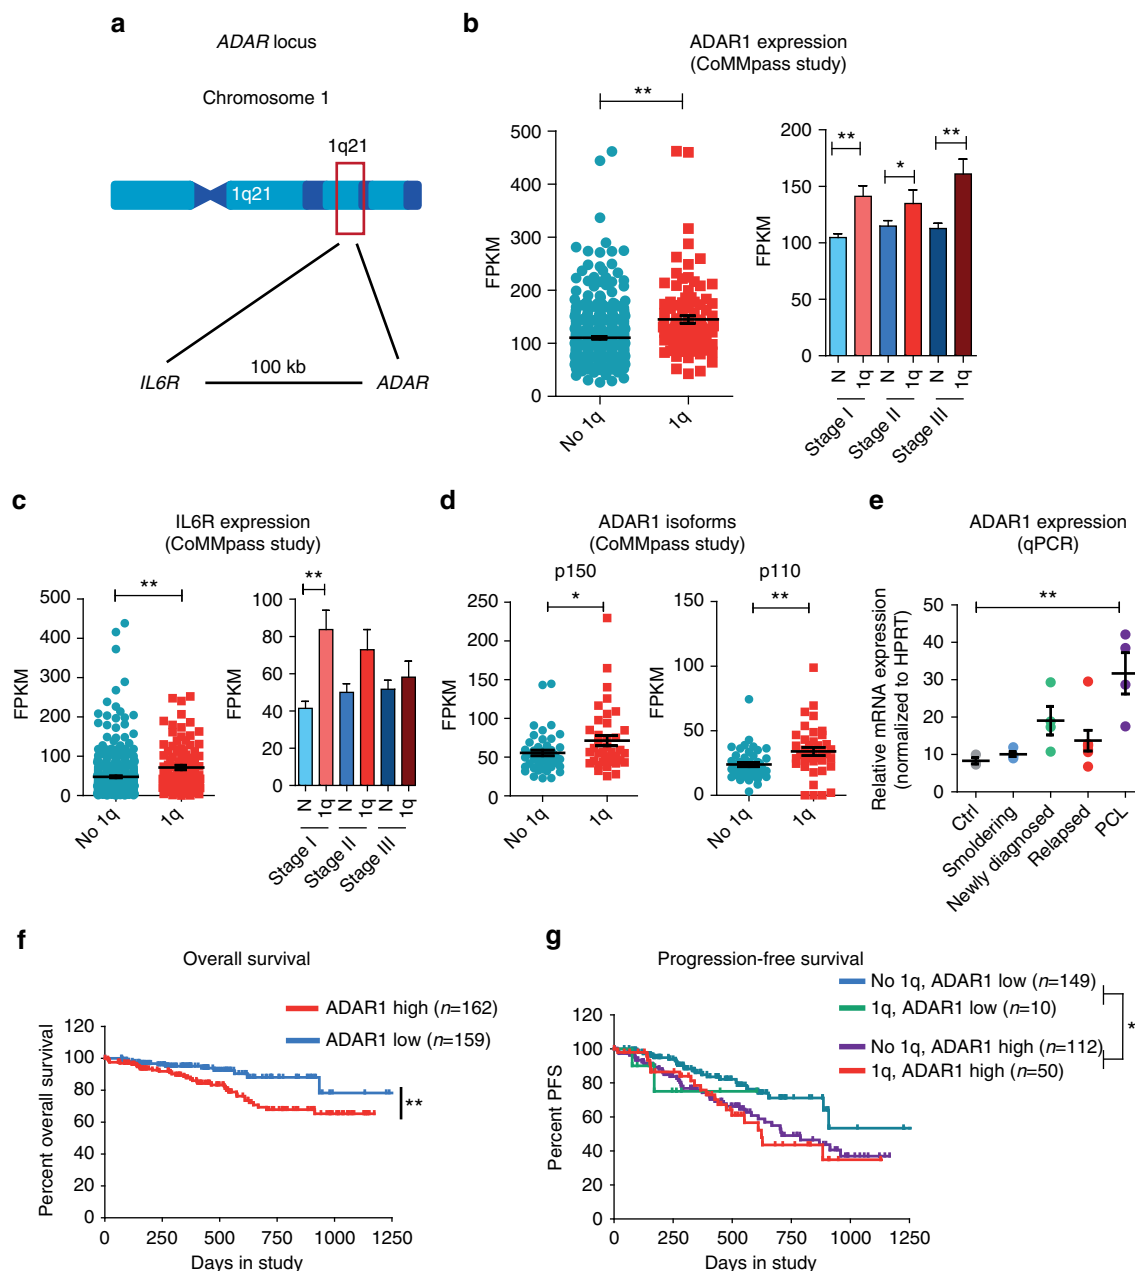 a
ADAR locus
Chromosome 1
1q21
1q21
100 kb
IL6R
ADAR
b
ADAR1 expression
(CoMMpass study)
**
500
400
300
200
100
0
FPKM
No 1q
1q
200
150
100
50
0
FPKM
**
*
**
N
1q
N
1q
N
1q
Stage I
Stage II
Stage III
c
IL6R expression
(CoMMpass study)
**
500
400
300
200
100
0
FPKM
No 1q
1q
100
80
60
40
20
0
FPKM
**
N
1q
N
1q
N
1q
Stage I
Stage II
Stage III
d
ADAR1 isoforms
(CoMMpass study)
p150
*
250
200
150
100
50
0
FPKM
No 1q
1q
p110
**
150
100
50
0
FPKM
No 1q
1q
e
ADAR1 expression
(qPCR)
**
50
40
30
20
10
0
Relative mRNA expression
(normalized to HPRT)
Ctrl
Smoldering
Newly diagnosed
Relapsed
PCL
f
Overall survival
ADAR1 high (n=162)
ADAR1 low (n=159)
120
100
80
60
40
20
0
Percent overall survival
**
0 250 500 750 1000 1250
Days in study
g
Progression-free survival
No 1q, ADAR1 low (n=149)
1q, ADAR1 low (n=10)
No 1q, ADAR1 high (n=112)
1q, ADAR1 high (n=50)
*
120
100
80
60
40
20
0
Percent PFS
0 250 500 750 1000 1250
Days in study